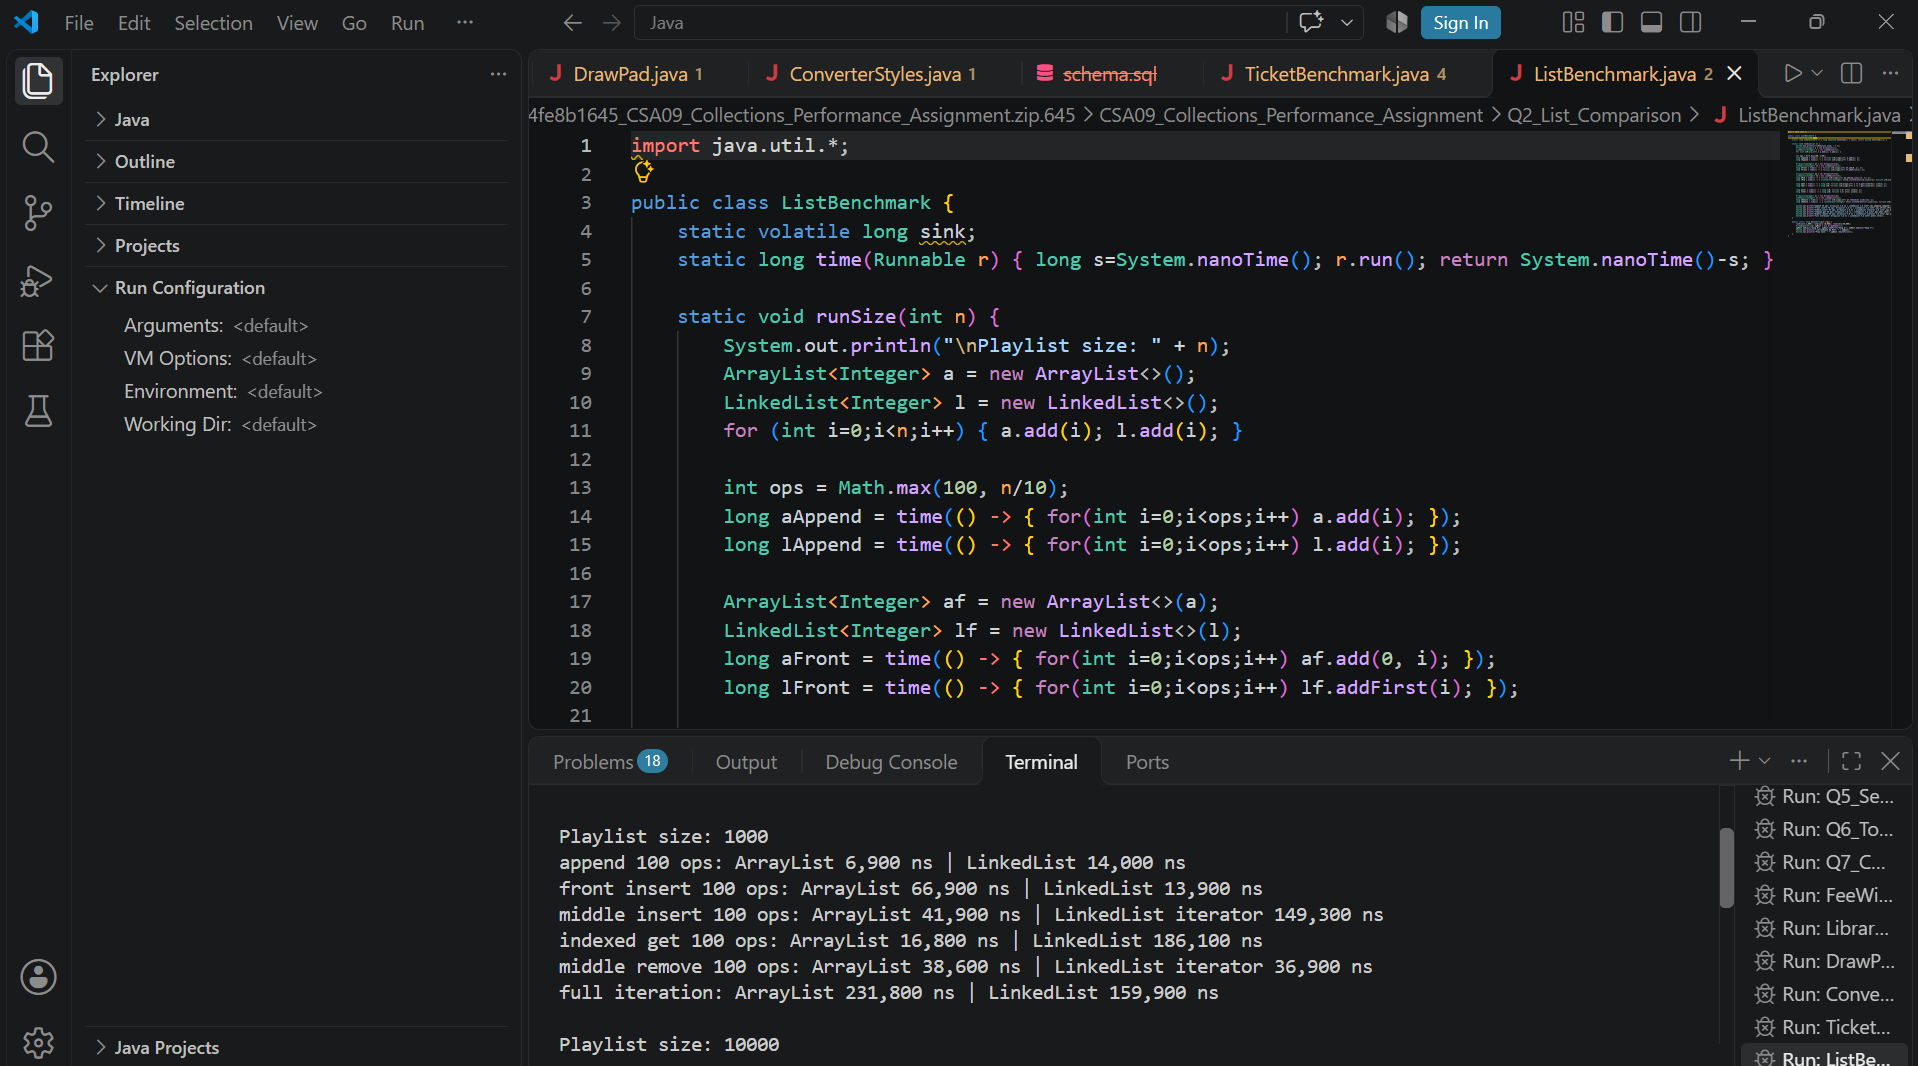 File Edit Selection View Go Run ···
Java
Sign In
Explorer ···
Java
Outline
Timeline
Projects
Run Configuration
Arguments: <default>
VM Options: <default>
Environment: <default>
Working Dir: <default>
Java Projects
DrawPad.java 1
ConverterStyles.java 1
schema.sql
TicketBenchmark.java 4
ListBenchmark.java 2
4fe8b1645_CSA09_Collections_Performance_Assignment.zip.645 > CSA09_Collections_Performance_Assignment > Q2_List_Comparison > ListBenchmark.java
1 import java.util.*;
2
3 public class ListBenchmark {
4 static volatile long sink;
5 static long time(Runnable r) { long s=System.nanoTime(); r.run(); return System.nanoTime()-s; }
6
7 static void runSize(int n) {
8 System.out.println("\nPlaylist size: " + n);
9 ArrayList<Integer> a = new ArrayList<>();
10 LinkedList<Integer> l = new LinkedList<>();
11 for (int i=0;i<n;i++) { a.add(i); l.add(i); }
12
13 int ops = Math.max(100, n/10);
14 long aAppend = time(() -> { for(int i=0;i<ops;i++) a.add(i); });
15 long lAppend = time(() -> { for(int i=0;i<ops;i++) l.add(i); });
16
17 ArrayList<Integer> af = new ArrayList<>(a);
18 LinkedList<Integer> lf = new LinkedList<>(l);
19 long aFront = time(() -> { for(int i=0;i<ops;i++) af.add(0, i); });
20 long lFront = time(() -> { for(int i=0;i<ops;i++) lf.addFirst(i); });
21
Problems 18 Output Debug Console Terminal Ports
Playlist size: 1000
append 100 ops: ArrayList 6,900 ns | LinkedList 14,000 ns
front insert 100 ops: ArrayList 66,900 ns | LinkedList 13,900 ns
middle insert 100 ops: ArrayList 41,900 ns | LinkedList iterator 149,300 ns
indexed get 100 ops: ArrayList 16,800 ns | LinkedList 186,100 ns
middle remove 100 ops: ArrayList 38,600 ns | LinkedList iterator 36,900 ns
full iteration: ArrayList 231,800 ns | LinkedList 159,900 ns
Playlist size: 10000
Run: Q5_Se...
Run: Q6_To...
Run: Q7_C...
Run: FeeWi...
Run: Librar...
Run: DrawP...
Run: Conve...
Run: Ticket...
Run: ListBe...